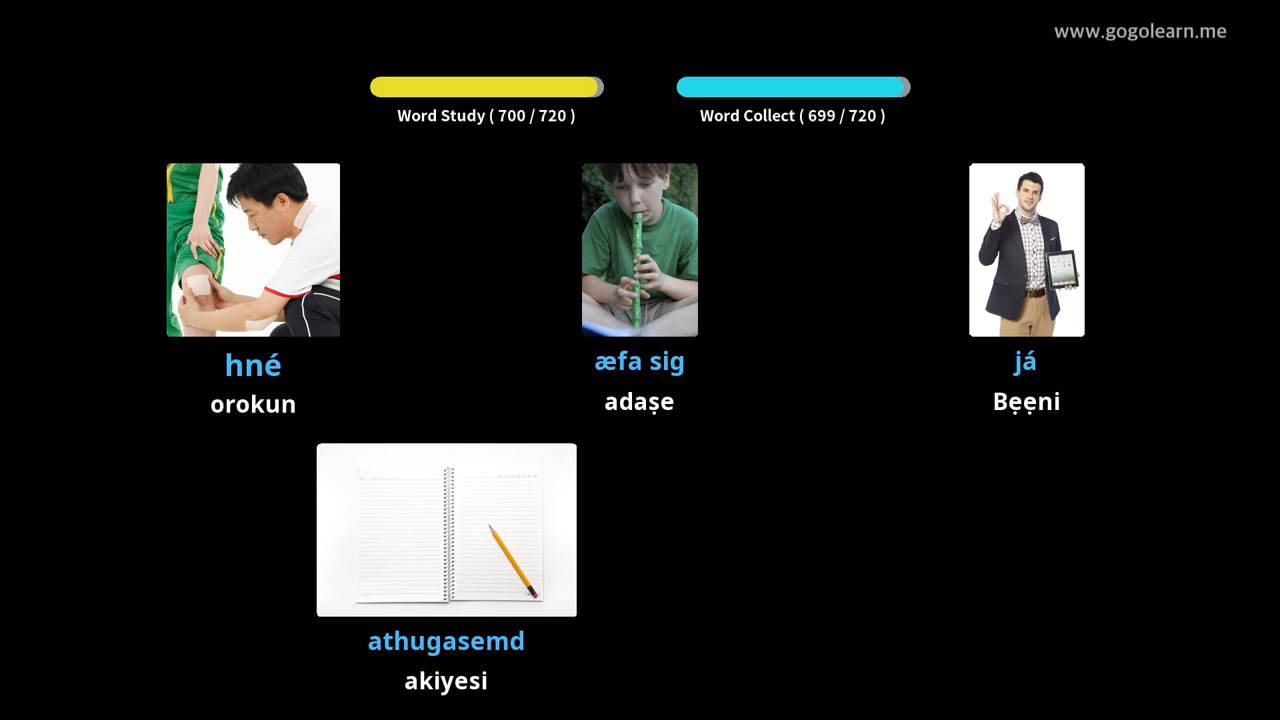 www.gogolearn.me
Word Study ( 700 / 720 )
Word Collect ( 699 / 720 )
hné
orokun
æfa sig
adaṣe
já
Bẹẹni
athugasemd
akiyesi